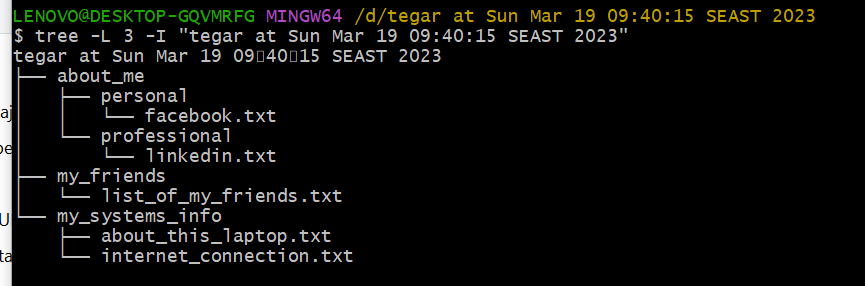 LENOVO@DESKTOP-GQVMRFG MINGW64 /d/tegar at Sun Mar 19 09:40:15 SEAST 2023
$ tree -L 3 -I "tegar at Sun Mar 19 09:40:15 SEAST 2023"
tegar at Sun Mar 19 09▯40▯15 SEAST 2023
├── about_me
│   ├── personal
│   │   └── facebook.txt
│   └── professional
│       └── linkedin.txt
├── my_friends
│   └── list_of_my_friends.txt
└── my_systems_info
    ├── about_this_laptop.txt
    └── internet_connection.txt